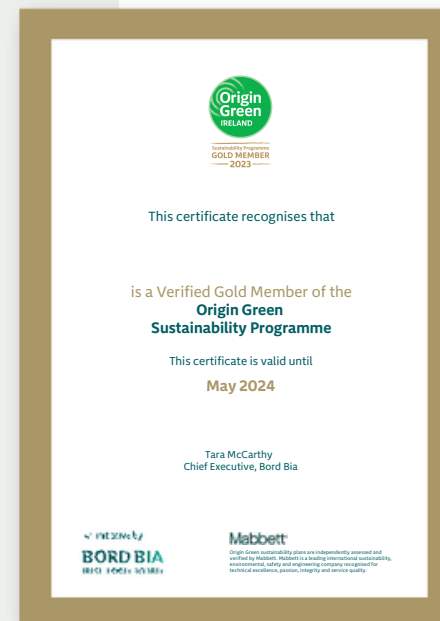 Origin
Green
IRELAND
Sustainability Programme
GOLD MEMBER
2023
This certificate recognises that
is a Verified Gold Member of the
Origin Green
Sustainability Programme
This certificate is valid until
May 2024
Tara McCarthy
Chief Executive, Bord Bia
BORD BIA
Mabbett
Origin Green sustainability plans are independently assessed and
verified by Mabbett. Mabbett is a leading international sustainability,
environmental, safety and engineering company recognised for
technical excellence, passion, integrity and service quality.